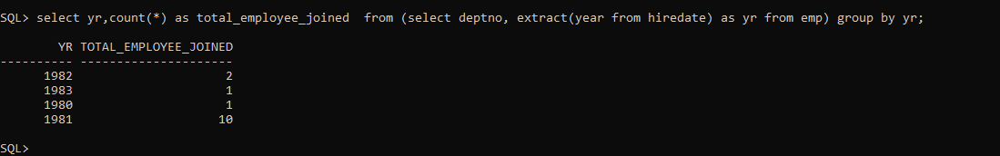 SQL> select yr,count(*) as total_employee_joined  from (select deptno, extract(year from hiredate) as yr from emp) group by yr;
        YR TOTAL_EMPLOYEE_JOINED
---------- ---------------------
      1982                     2
      1983                     1
      1980                     1
      1981                    10
SQL>